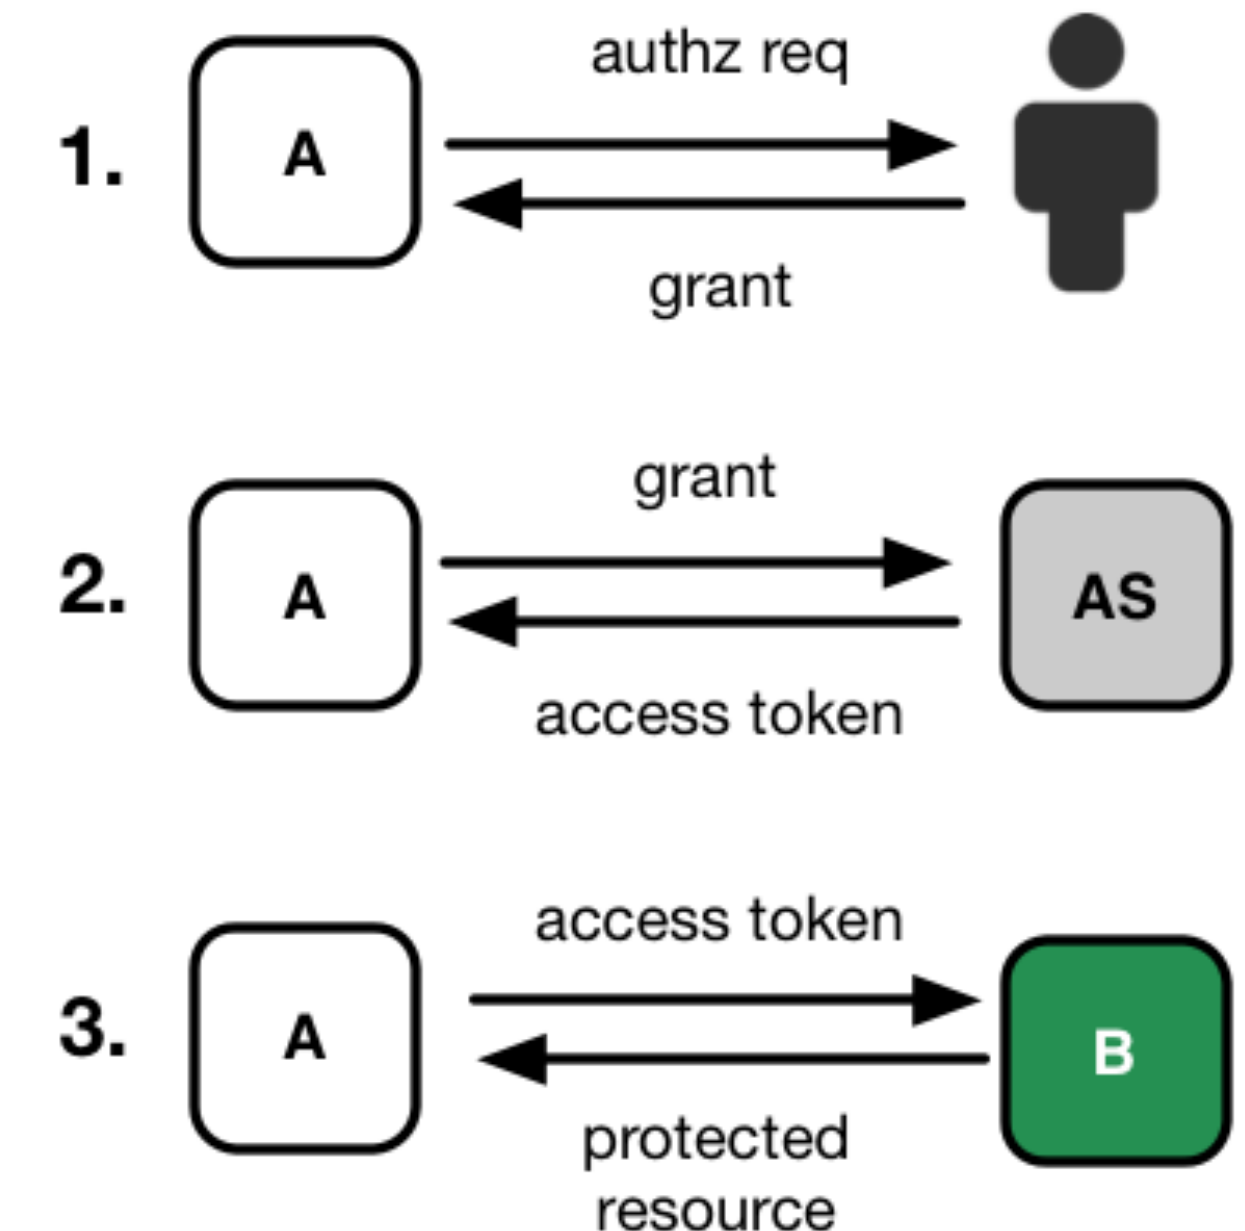 authz req
1.
A
grant
grant
2.
A
AS
access token
access token
3.
A
B
protected
resource